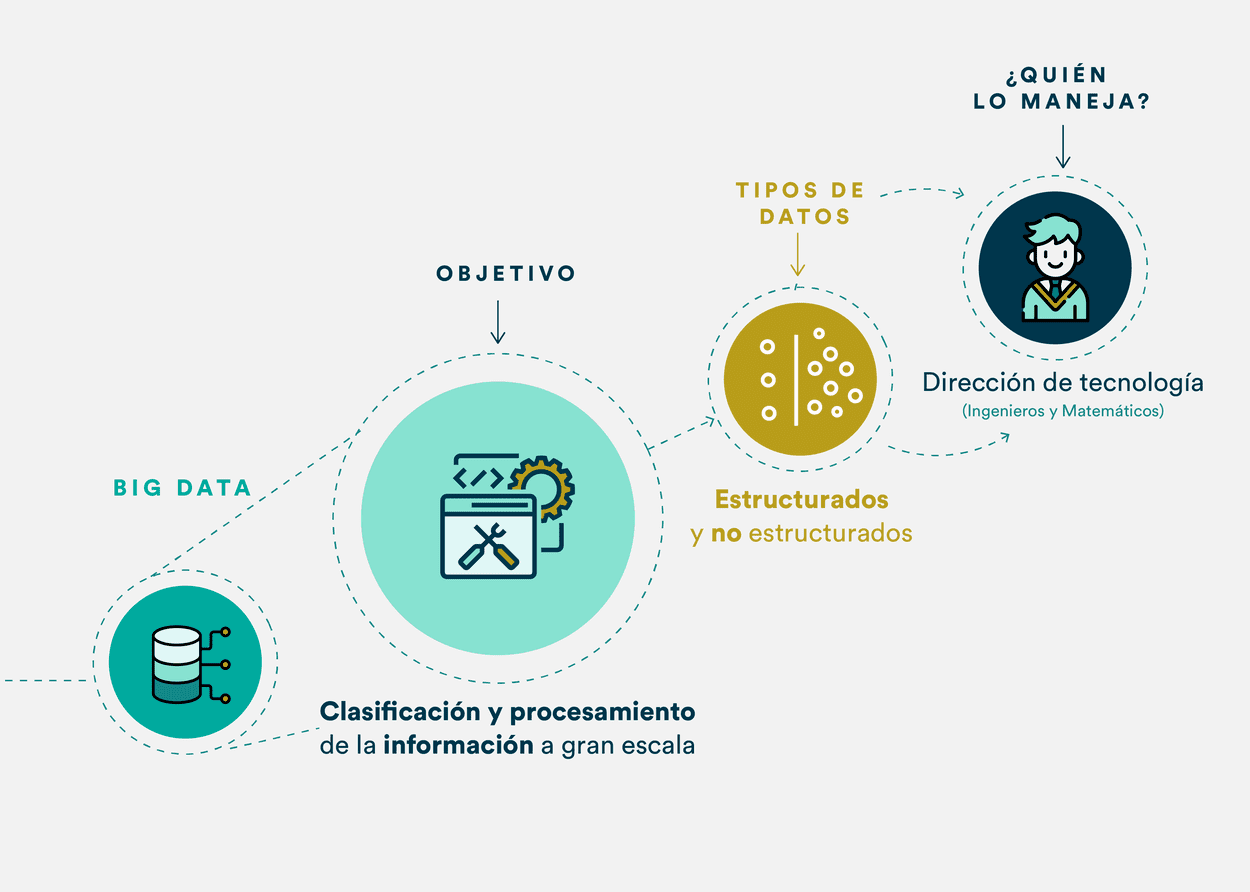 BIG DATA
OBJETIVO
Clasificación y procesamiento
de la información a gran escala
TIPOS DE
DATOS
Estructurados
y no estructurados
¿QUIÉN
LO MANEJA?
Dirección de tecnología
(Ingenieros y Matemáticos)